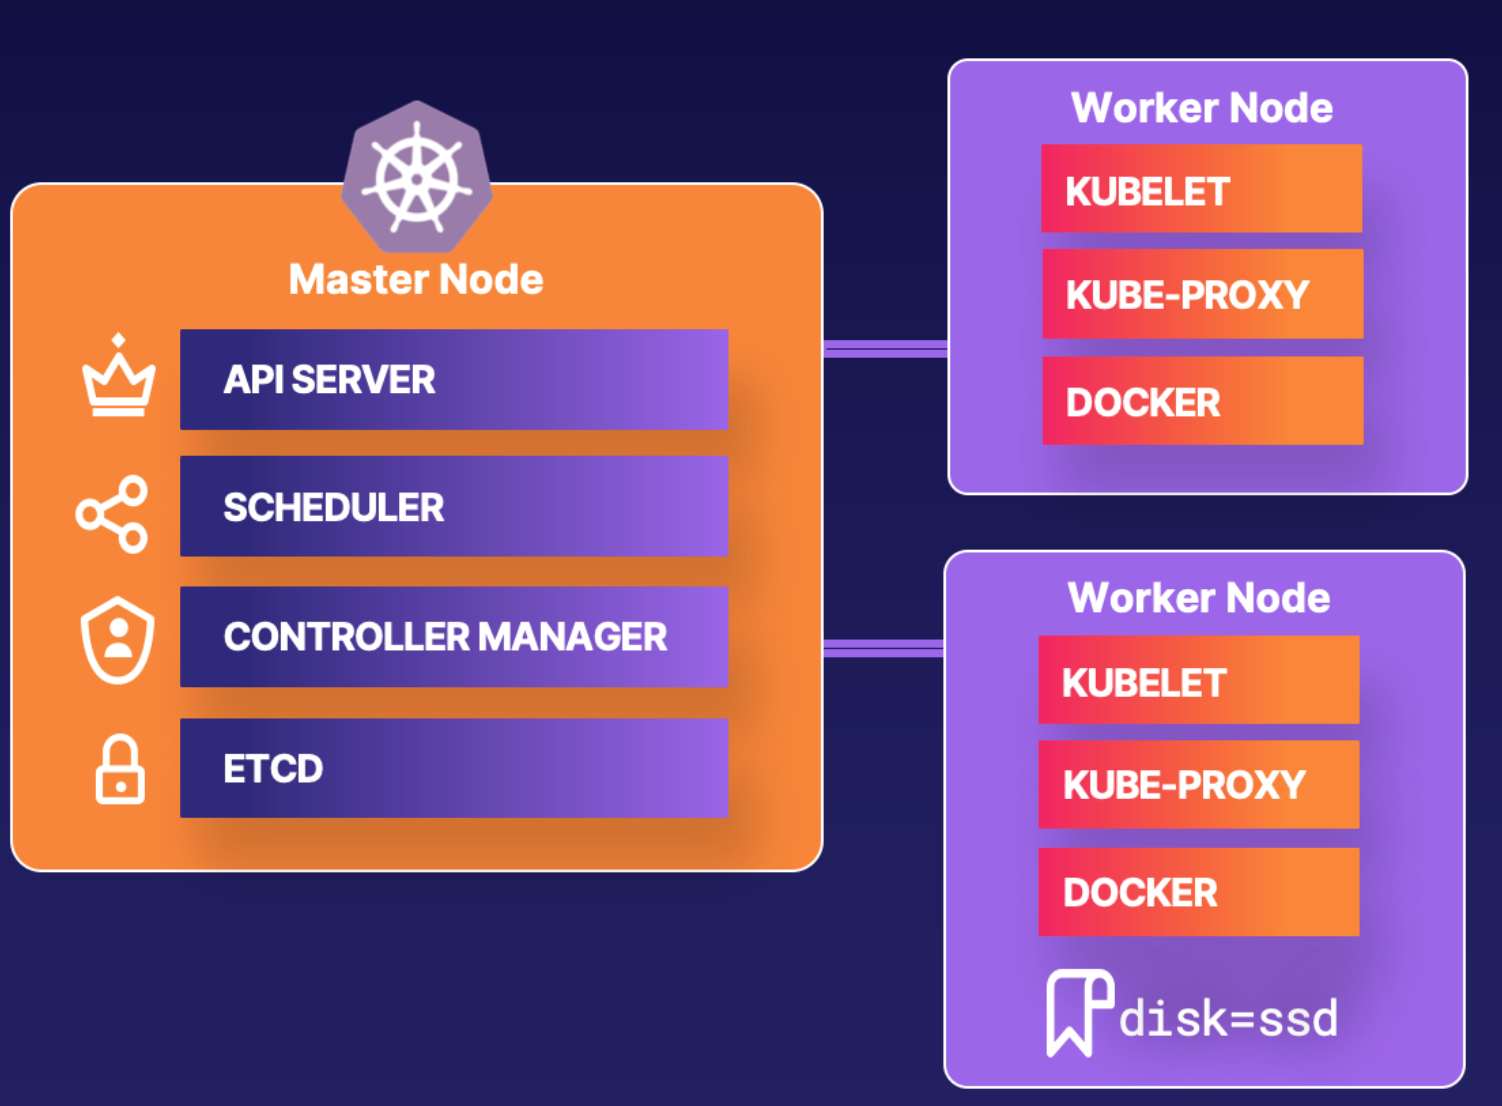 Master Node
API SERVER
SCHEDULER
CONTROLLER MANAGER
ETCD
Worker Node
KUBELET
KUBE-PROXY
DOCKER
Worker Node
KUBELET
KUBE-PROXY
DOCKER
disk=ssd